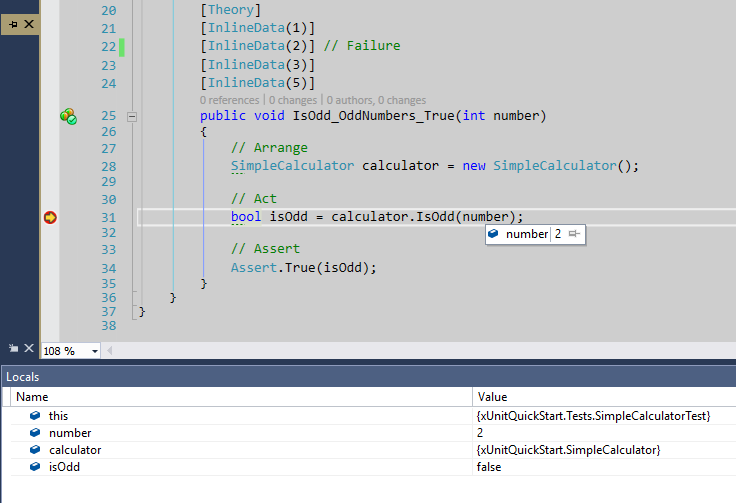 20 [Theory]
21 [InlineData(1)]
22 [InlineData(2)] // Failure
23 [InlineData(3)]
24 [InlineData(5)]
0 references | 0 changes | 0 authors, 0 changes
25 public void IsOdd_OddNumbers_True(int number)
26 {
27 // Arrange
28 SimpleCalculator calculator = new SimpleCalculator();
29
30 // Act
31 bool isOdd = calculator.IsOdd(number);
number 2
32
33 // Assert
34 Assert.True(isOdd);
35 }
36 }
37 }
38
108 %
Locals
Name Value
this {xUnitQuickStart.Tests.SimpleCalculatorTest}
number 2
calculator {xUnitQuickStart.SimpleCalculator}
isOdd false